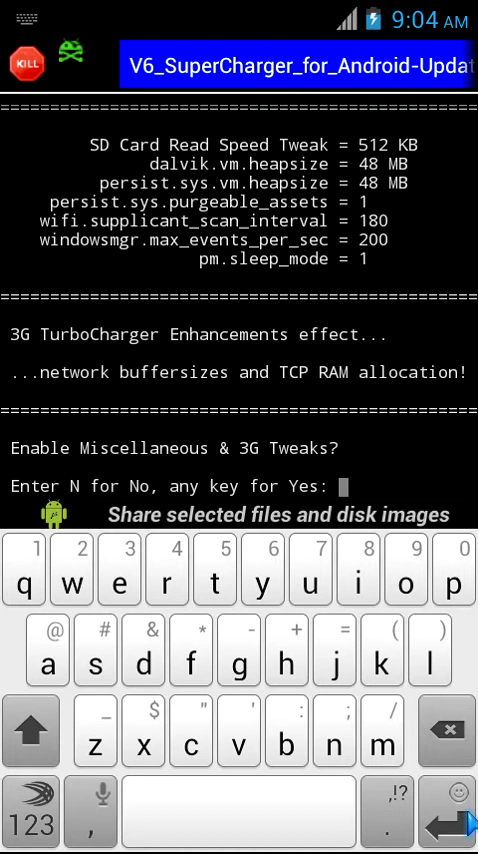 9:04 AM
KILL
V6_SuperCharger_for_Android-Updat
==============================================
SD Card Read Speed Tweak = 512 KB
dalvik.vm.heapsize = 48 MB
persist.sys.vm.heapsize = 48 MB
persist.sys.purgeable_assets = 1
wifi.supplicant_scan_interval = 180
windowsmgr.max_events_per_sec = 200
pm.sleep_mode = 1
==============================================
3G TurboCharger Enhancements effect...
...network buffersizes and TCP RAM allocation!
==============================================
Enable Miscellaneous & 3G Tweaks?
Enter N for No, any key for Yes:
Share selected files and disk images
1 2 3 4 5 6 7 8 9 0
q w e r t y u i o p
@ # & * - + = ( )
a s d f g h j k l
_ $ " ' : ; /
z x c v b n m
,!?
123 , .